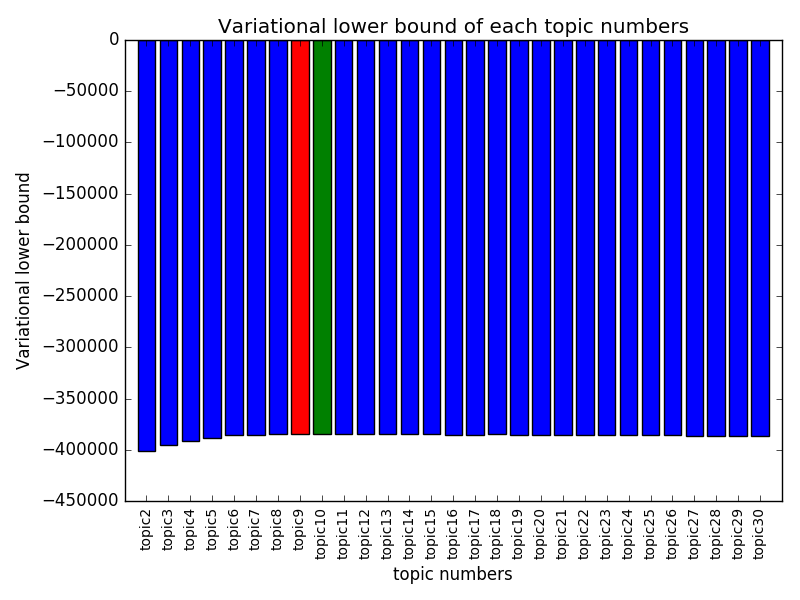 Variational lower bound of each topic numbers
0
−50000
−100000
−150000
−200000
−250000
−300000
−350000
−400000
−450000
Variational lower bound
topic2
topic3
topic4
topic5
topic6
topic7
topic8
topic9
topic10
topic11
topic12
topic13
topic14
topic15
topic16
topic17
topic18
topic19
topic20
topic21
topic22
topic23
topic24
topic25
topic26
topic27
topic28
topic29
topic30
topic numbers